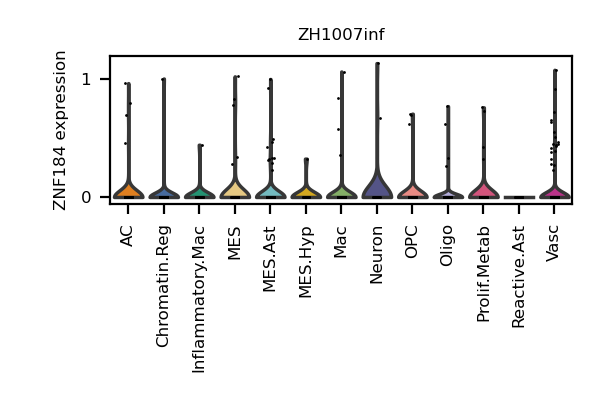 ZH1007inf
ZNF184 expression
1
0
AC
Chromatin.Reg
Inflammatory.Mac
MES
MES.Ast
MES.Hyp
Mac
Neuron
OPC
Oligo
Prolif.Metab
Reactive.Ast
Vasc